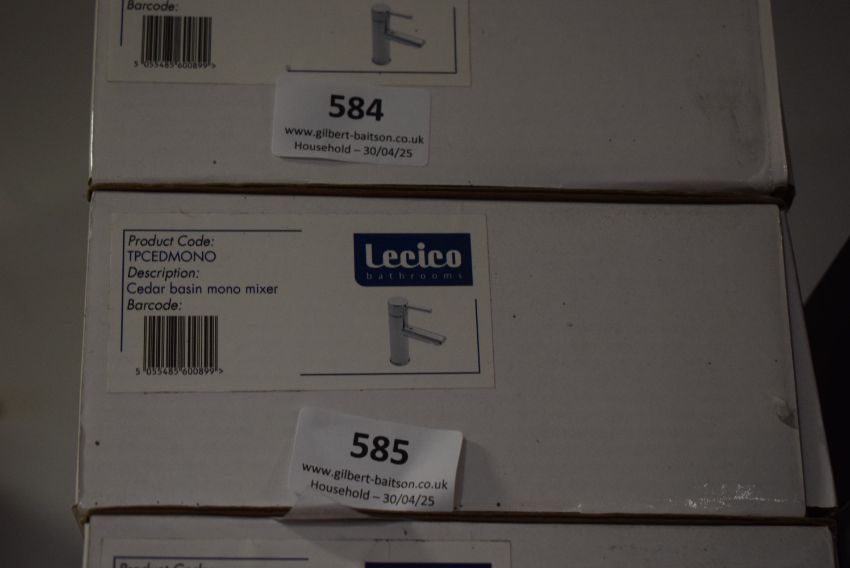 Barcode:
5 055485 600899 >
584
www.gilbert-baitson.co.uk
Household – 30/04/25
Product Code:
TPCEDMONO
Description:
Cedar basin mono mixer
Barcode:
5 055485 600899 >
Lecico
bathrooms
585
www.gilbert-baitson.co.uk
Household – 30/04/25
Product Code: